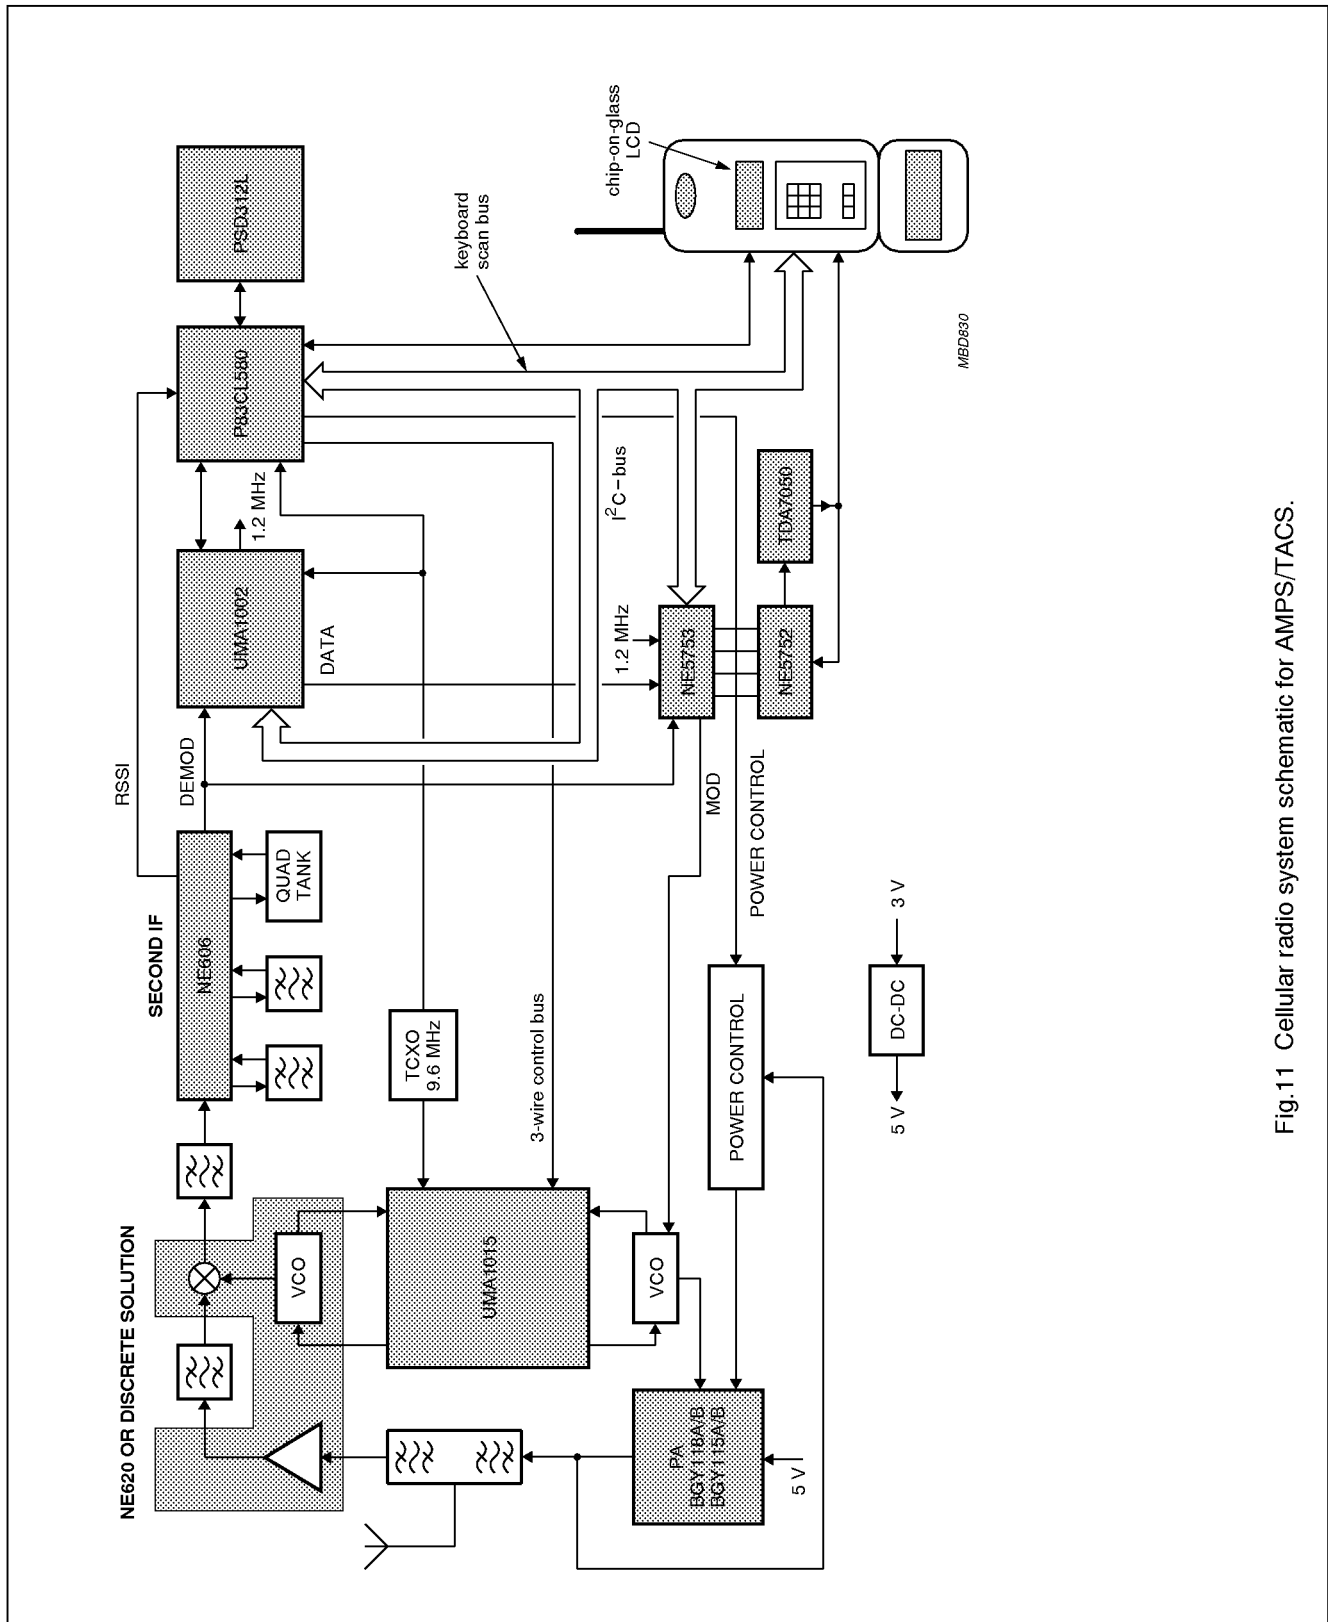 NE620 OR DISCRETE SOLUTION
SECOND IF
RSSI
DEMOD
NE606
QUAD
TANK
VCO
UMA1002
1.2 MHz
P83CL580
PSD312L
DATA
TCXO
9.6 MHz
UMA1015
3-wire control bus
keyboard
scan bus
I2C-bus
chip-on-glass
LCD
VCO
MOD
1.2 MHz
NE5753
NE5752
TDA7050
PA
BGY118A/B
BGY115A/B
5 V
POWER CONTROL
POWER CONTROL
5 V
DC-DC
3 V
MBD830
Fig.11 Cellular radio system schematic for AMPS/TACS.